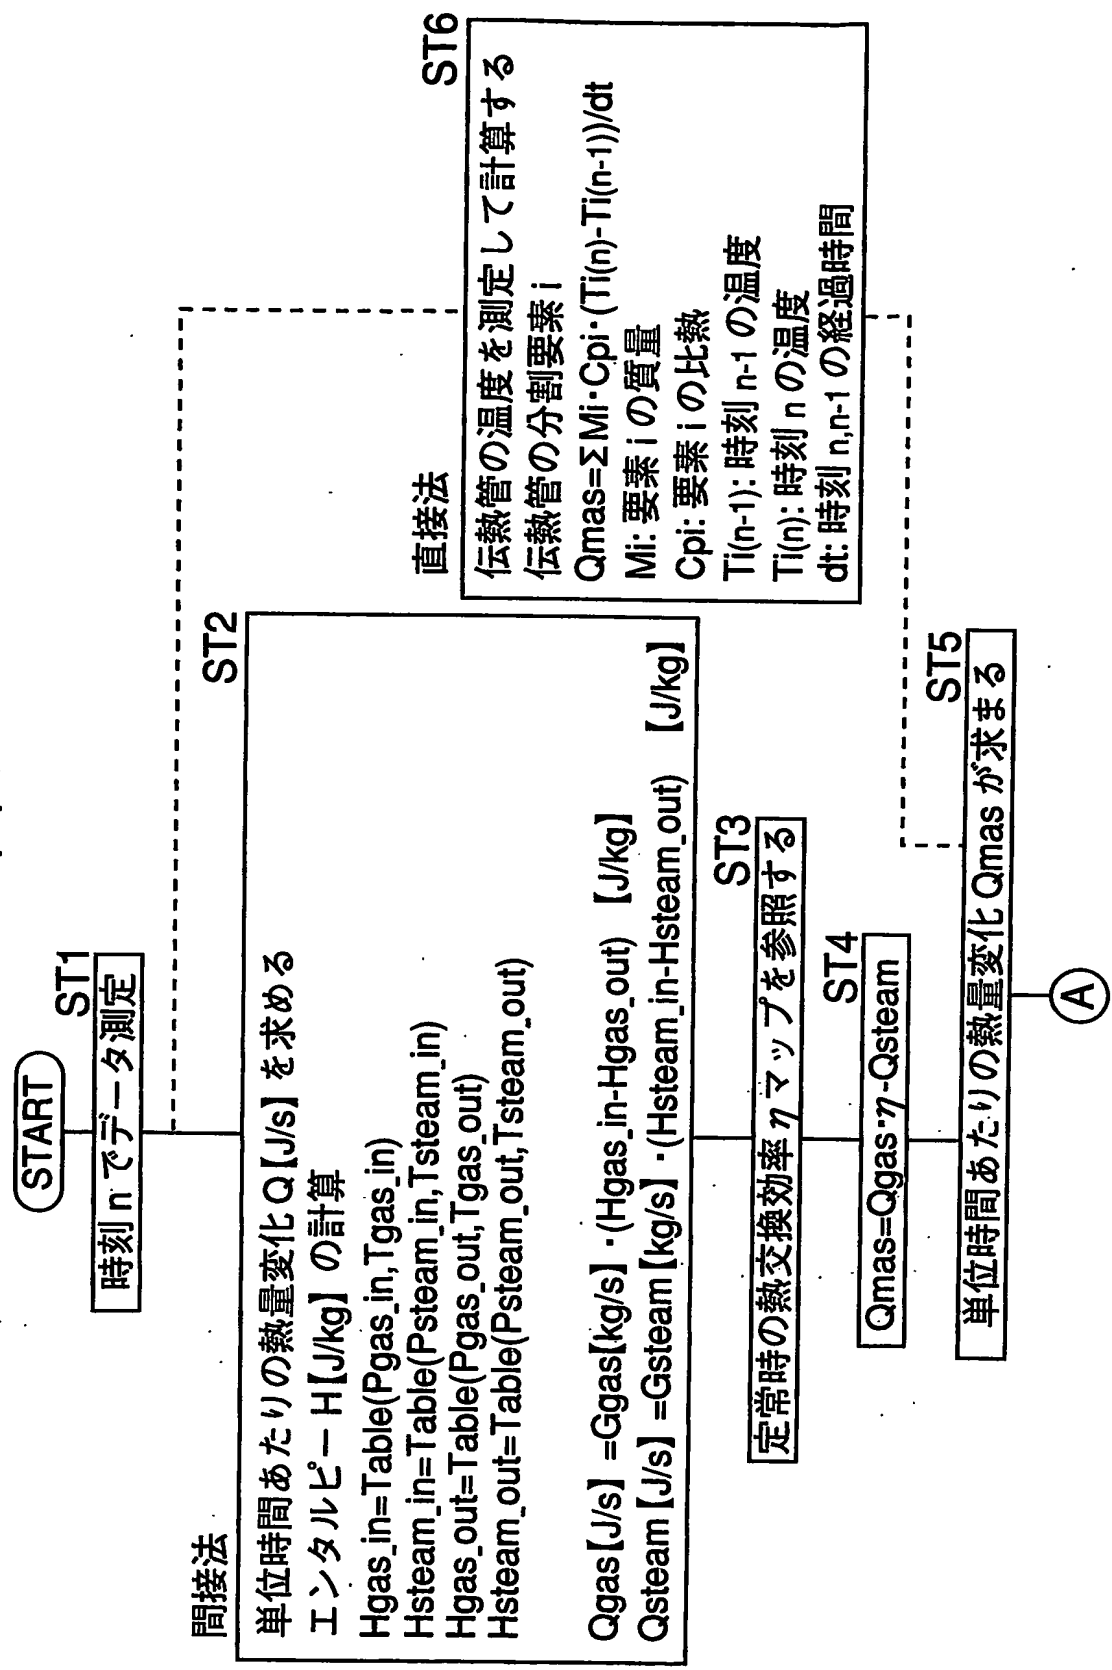 START
ST1
時刻 n でデータ測定
間接法
ST2
単位時間あたりの熱量変化 Q【J/s】を求める
エンタルピー H【J/kg】の計算
Hgas_in=Table(Pgas_in,Tgas_in)
Hsteam_in=Table(Psteam_in,Tsteam_in)
Hgas_out=Table(Pgas_out,Tgas_out)
Hsteam_out=Table(Psteam_out,Tsteam_out)
Qgas【J/s】=Ggas【kg/s】・(Hgas_in-Hgas_out) 【J/kg】
Qsteam【J/s】=Gsteam【kg/s】・(Hsteam_in-Hsteam_out) 【J/kg】
ST3
定常時の熱交換効率 η マップを参照する
ST4
Qmas=Qgas・η-Qsteam
ST5
単位時間あたりの熱量変化 Qmas が求まる
A
直接法
ST6
伝熱管の温度を測定して計算する
伝熱管の分割要素 i
Qmas=ΣMi・Cpi・(Ti(n)-Ti(n-1))/dt
Mi: 要素 i の質量
Cpi: 要素 i の比熱
Ti(n-1): 時刻 n-1 の温度
Ti(n): 時刻 n の温度
dt: 時刻 n,n-1 の経過時間